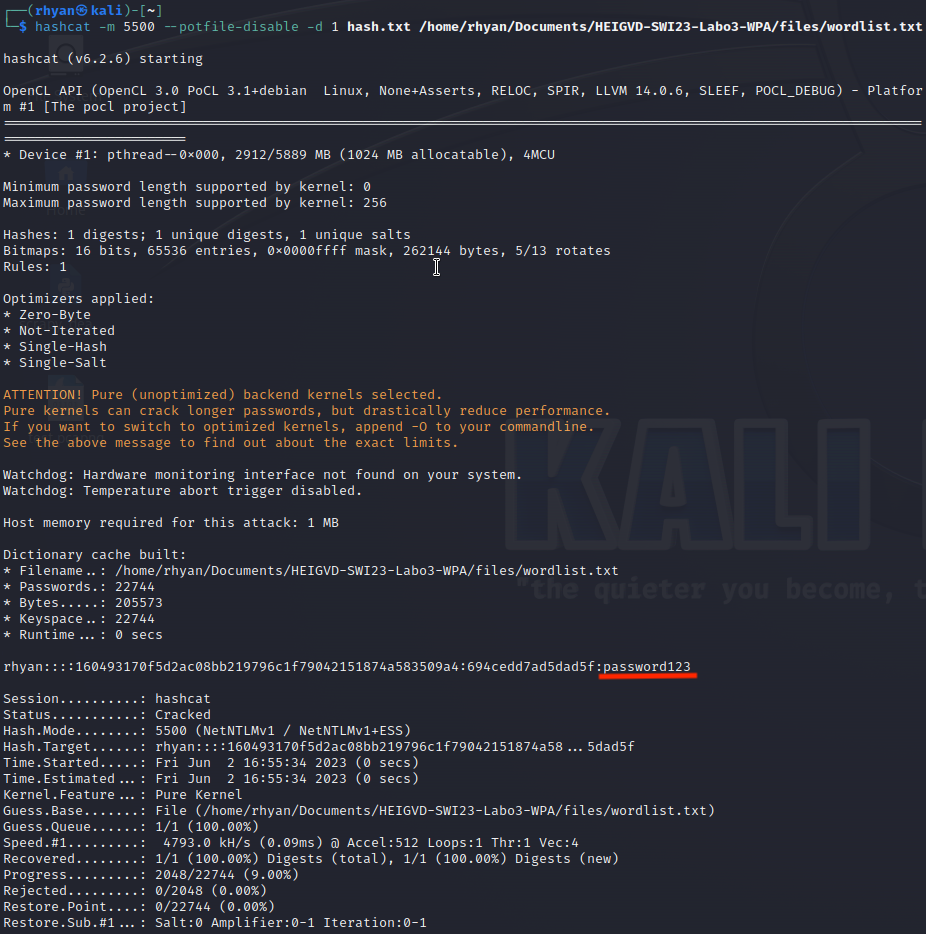 ┌──(rhyan㉿kali)-[~]
└─$ hashcat -m 5500 --potfile-disable -d 1 hash.txt /home/rhyan/Documents/HEIGVD-SWI23-Labo3-WPA/files/wordlist.txt
hashcat (v6.2.6) starting
OpenCL API (OpenCL 3.0 PoCL 3.1+debian  Linux, None+Asserts, RELOC, SPIR, LLVM 14.0.6, SLEEF, POCL_DEBUG) - Platfor
m #1 [The pocl project]
* Device #1: pthread--0×000, 2912/5889 MB (1024 MB allocatable), 4MCU
Minimum password length supported by kernel: 0
Maximum password length supported by kernel: 256
Home
Hashes: 1 digests; 1 unique digests, 1 unique salts
Bitmaps: 16 bits, 65536 entries, 0×0000ffff mask, 262144 bytes, 5/13 rotates
Rules: 1
Optimizers applied:
* Zero-Byte
* Not-Iterated
* Single-Hash
* Single-Salt
ATTENTION! Pure (unoptimized) backend kernels selected.
Pure kernels can crack longer passwords, but drastically reduce performance.
If you want to switch to optimized kernels, append -O to your commandline.
See the above message to find out about the exact limits.
Watchdog: Hardware monitoring interface not found on your system.
Watchdog: Temperature abort trigger disabled.
KALI
Host memory required for this attack: 1 MB
Dictionary cache built:
* Filename..: /home/rhyan/Documents/HEIGVD-SWI23-Labo3-WPA/files/wordlist.txt
* Passwords.: 22744
"the quieter you become, t
* Bytes.....: 205573
* Keyspace..: 22744
* Runtime...: 0 secs
rhyan::::160493170f5d2ac08bb219796c1f79042151874a583509a4:694cedd7ad5dad5f:password123
Session..........: hashcat
Status...........: Cracked
Hash.Mode........: 5500 (NetNTLMv1 / NetNTLMv1+ESS)
Hash.Target......: rhyan::::160493170f5d2ac08bb219796c1f79042151874a58...5dad5f
Time.Started.....: Fri Jun  2 16:55:34 2023 (0 secs)
Time.Estimated...: Fri Jun  2 16:55:34 2023 (0 secs)
Kernel.Feature...: Pure Kernel
Guess.Base.......: File (/home/rhyan/Documents/HEIGVD-SWI23-Labo3-WPA/files/wordlist.txt)
Guess.Queue......: 1/1 (100.00%)
Speed.#1.........:  4793.0 kH/s (0.09ms) @ Accel:512 Loops:1 Thr:1 Vec:4
Recovered........: 1/1 (100.00%) Digests (total), 1/1 (100.00%) Digests (new)
Progress.........: 2048/22744 (9.00%)
Rejected.........: 0/2048 (0.00%)
Restore.Point....: 0/22744 (0.00%)
Restore.Sub.#1...: Salt:0 Amplifier:0-1 Iteration:0-1